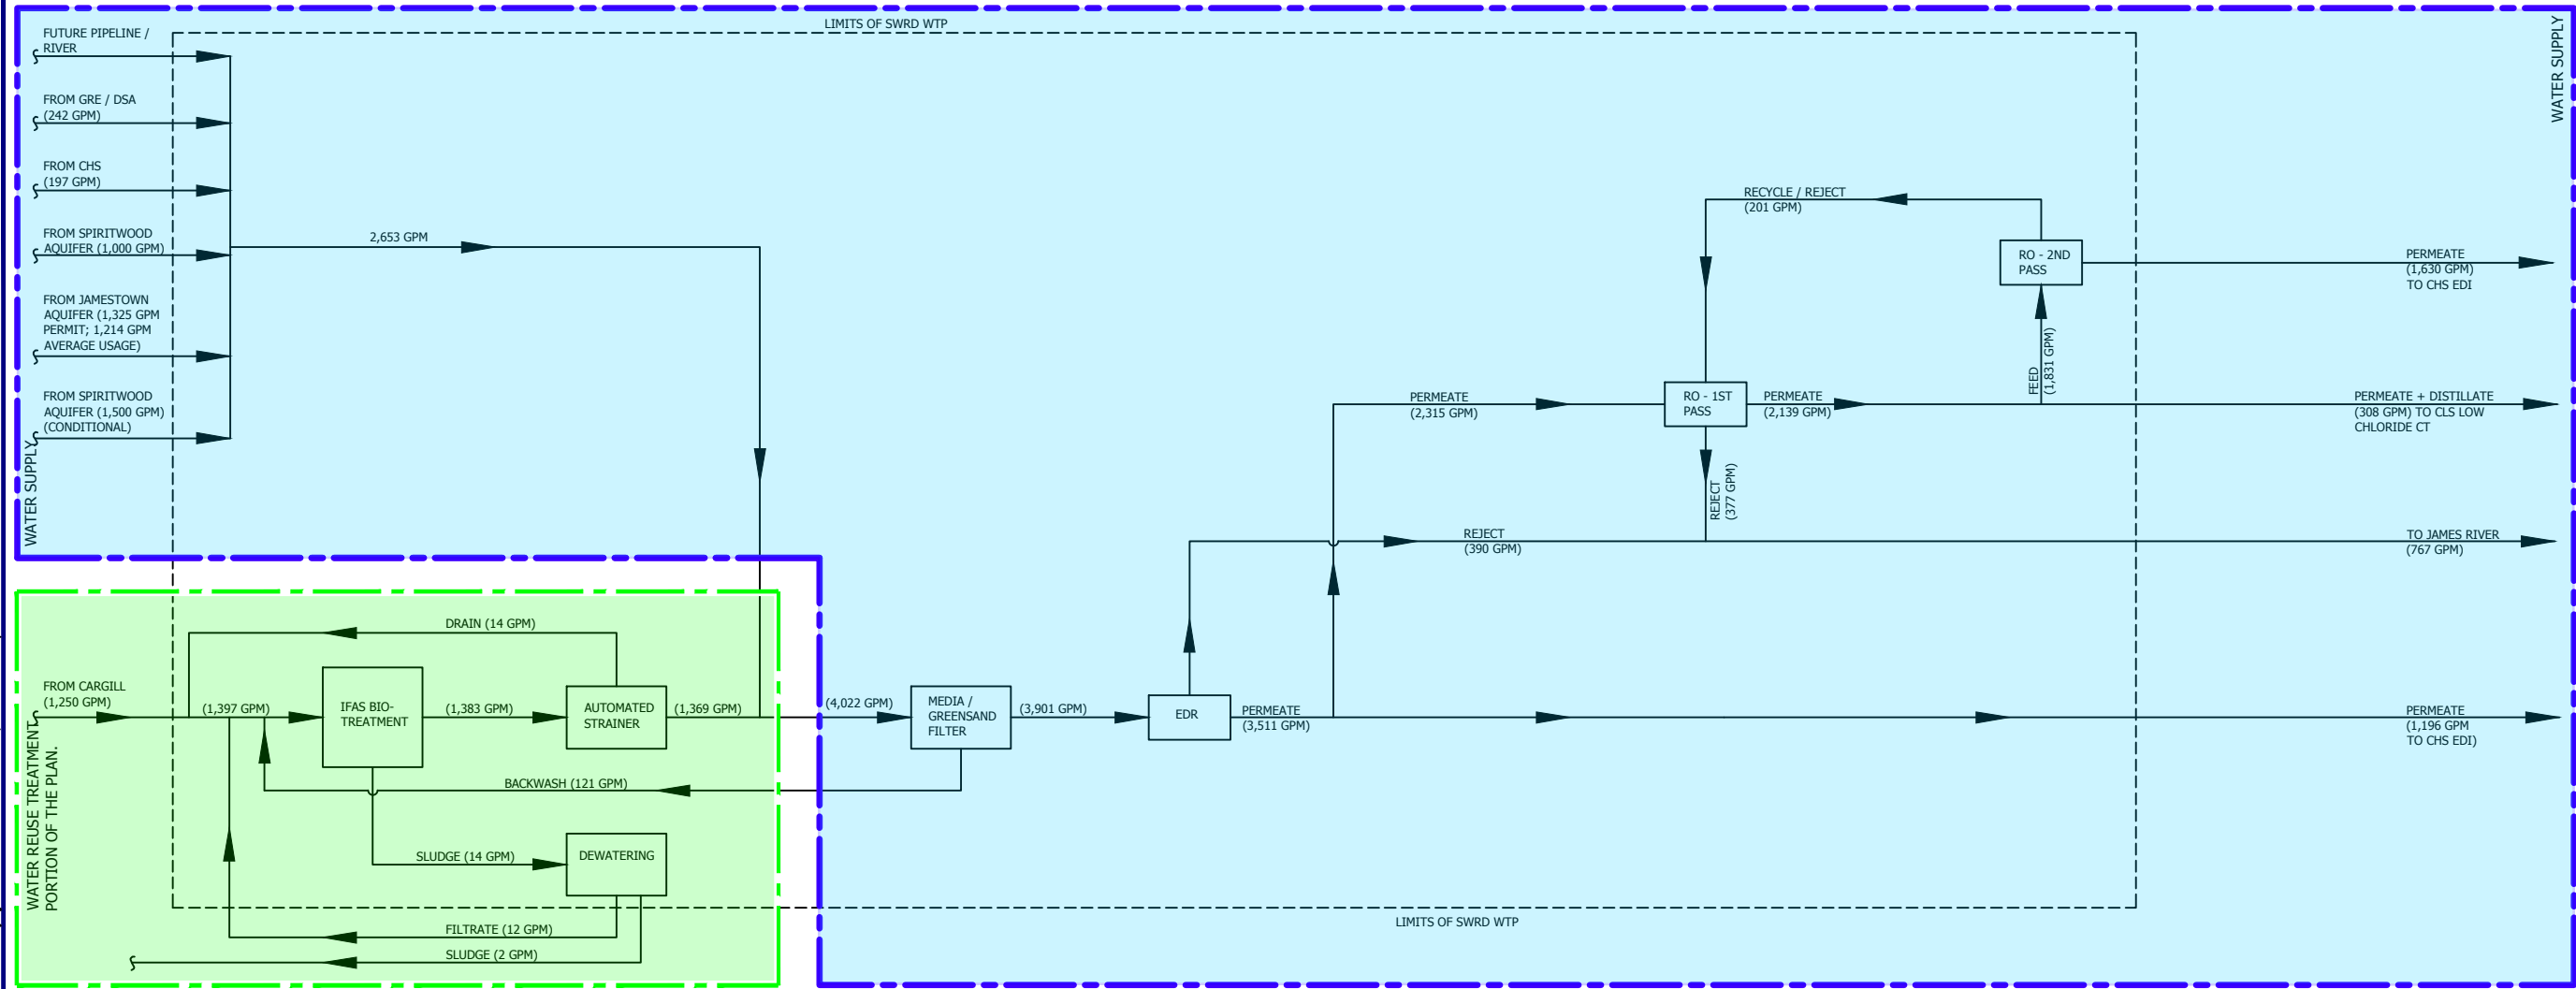 LIMITS OF SWRD WTP
WATER SUPPLY
FUTURE PIPELINE /
RIVER
FROM GRE / DSA
(242 GPM)
FROM CHS
(197 GPM)
FROM SPIRITWOOD
AQUIFER (1,000 GPM)
2,653 GPM
FROM JAMESTOWN
AQUIFER (1,325 GPM
PERMIT; 1,214 GPM
AVERAGE USAGE)
FROM SPIRITWOOD
AQUIFER (1,500 GPM)
(CONDITIONAL)
WATER SUPPLY
RECYCLE / REJECT
(201 GPM)
RO - 2ND
PASS
PERMEATE
(1,630 GPM)
TO CHS EDI
FEED
(1,831 GPM)
PERMEATE
(2,315 GPM)
RO - 1ST
PASS
PERMEATE
(2,139 GPM)
PERMEATE + DISTILLATE
(308 GPM) TO CLS LOW
CHLORIDE CT
REJECT
(377 GPM)
REJECT
(390 GPM)
TO JAMES RIVER
(767 GPM)
DRAIN (14 GPM)
FROM CARGILL
(1,250 GPM)
(1,397 GPM)
IFAS BIO-
TREATMENT
(1,383 GPM)
AUTOMATED
STRAINER
(1,369 GPM)
(4,022 GPM)
MEDIA /
GREENSAND
FILTER
(3,901 GPM)
EDR
PERMEATE
(3,511 GPM)
PERMEATE
(1,196 GPM
TO CHS EDI)
BACKWASH (121 GPM)
WATER REUSE TREATMENT
PORTION OF THE PLAN.
SLUDGE (14 GPM)
DEWATERING
FILTRATE (12 GPM)
SLUDGE (2 GPM)
LIMITS OF SWRD WTP